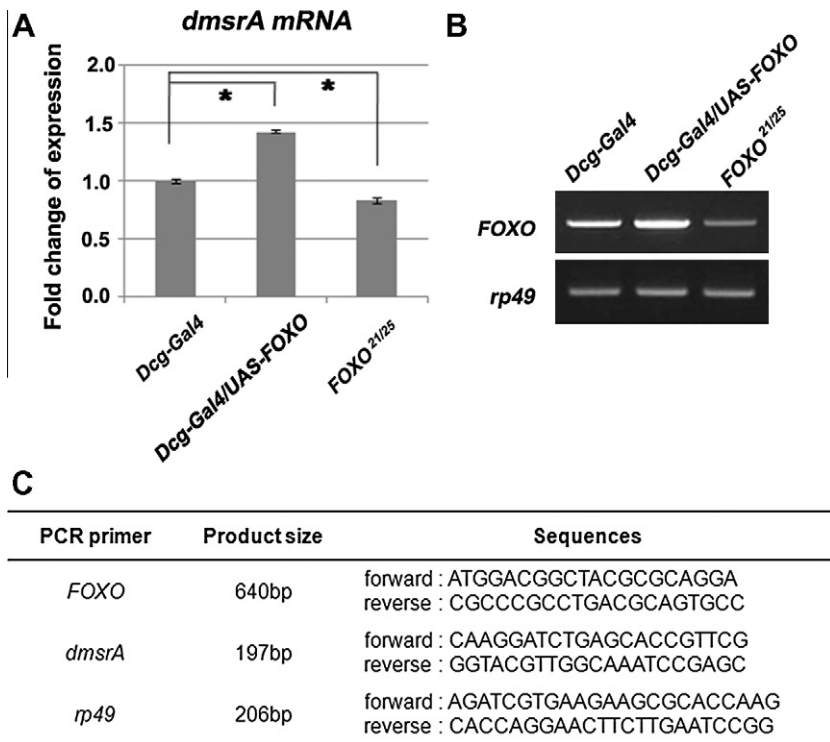 A
dmsrA mRNA
Fold change of expression
2.0
1.5
1.0
0.5
0.0
*
*
Dcg-Gal4
Dcg-Gal4/UAS-FOXO
FOXO21/25
B
Dcg-Gal4
Dcg-Gal4/UAS-FOXO
FOXO21/25
FOXO
rp49
C
PCR primer Product size Sequences
FOXO 640bp forward : ATGGACGGCTACGCGCAGGA
reverse : CGCCCGCCTGACGCAGTGCC
dmsrA 197bp forward : CAAGGATCTGAGCACCGTTCG
reverse : GGTACGTTGGCAAATCCGAGC
rp49 206bp forward : AGATCGTGAAGAAGCGCACCAAG
reverse : CACCAGGAACTTCTTGAATCCGG